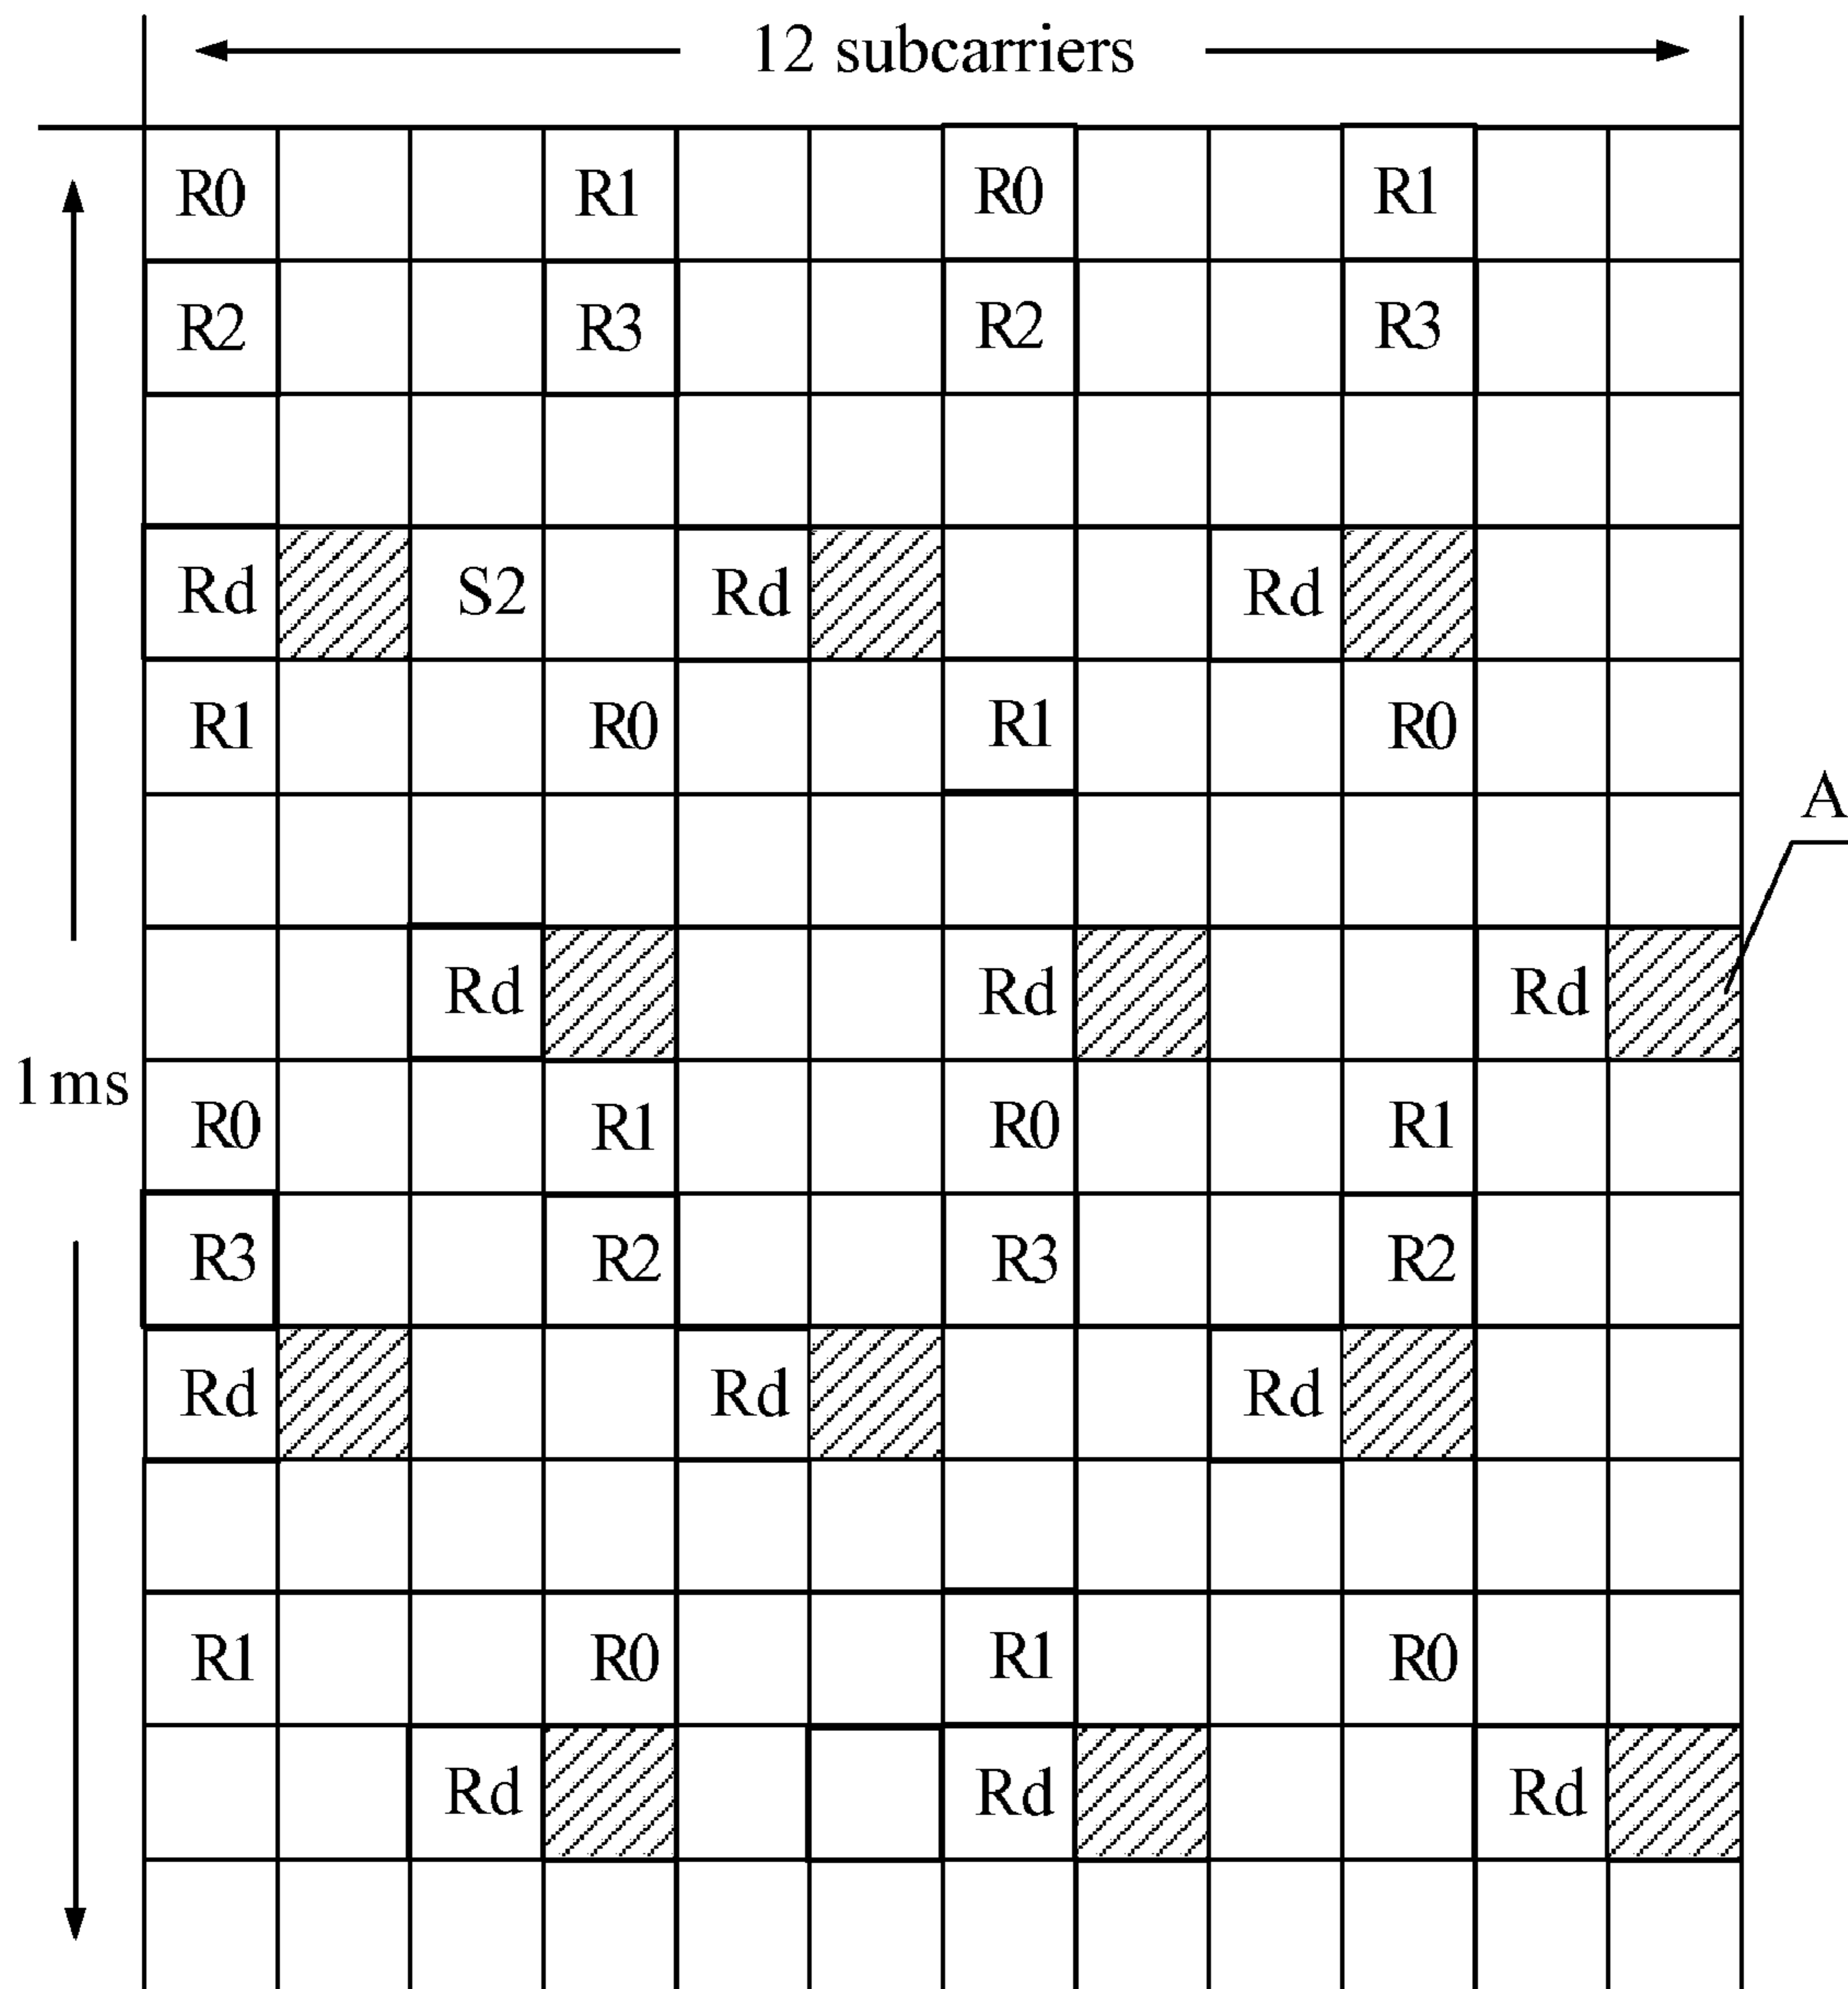 12 subcarriers
R0 R1 R0 R1
R2 R3 R2 R3
Rd S2 Rd Rd
R1 R0 R1 R0
A
Rd Rd Rd
1ms
R0 R1 R0 R1
R3 R2 R3 R2
Rd Rd Rd
R1 R0 R1 R0
Rd Rd Rd